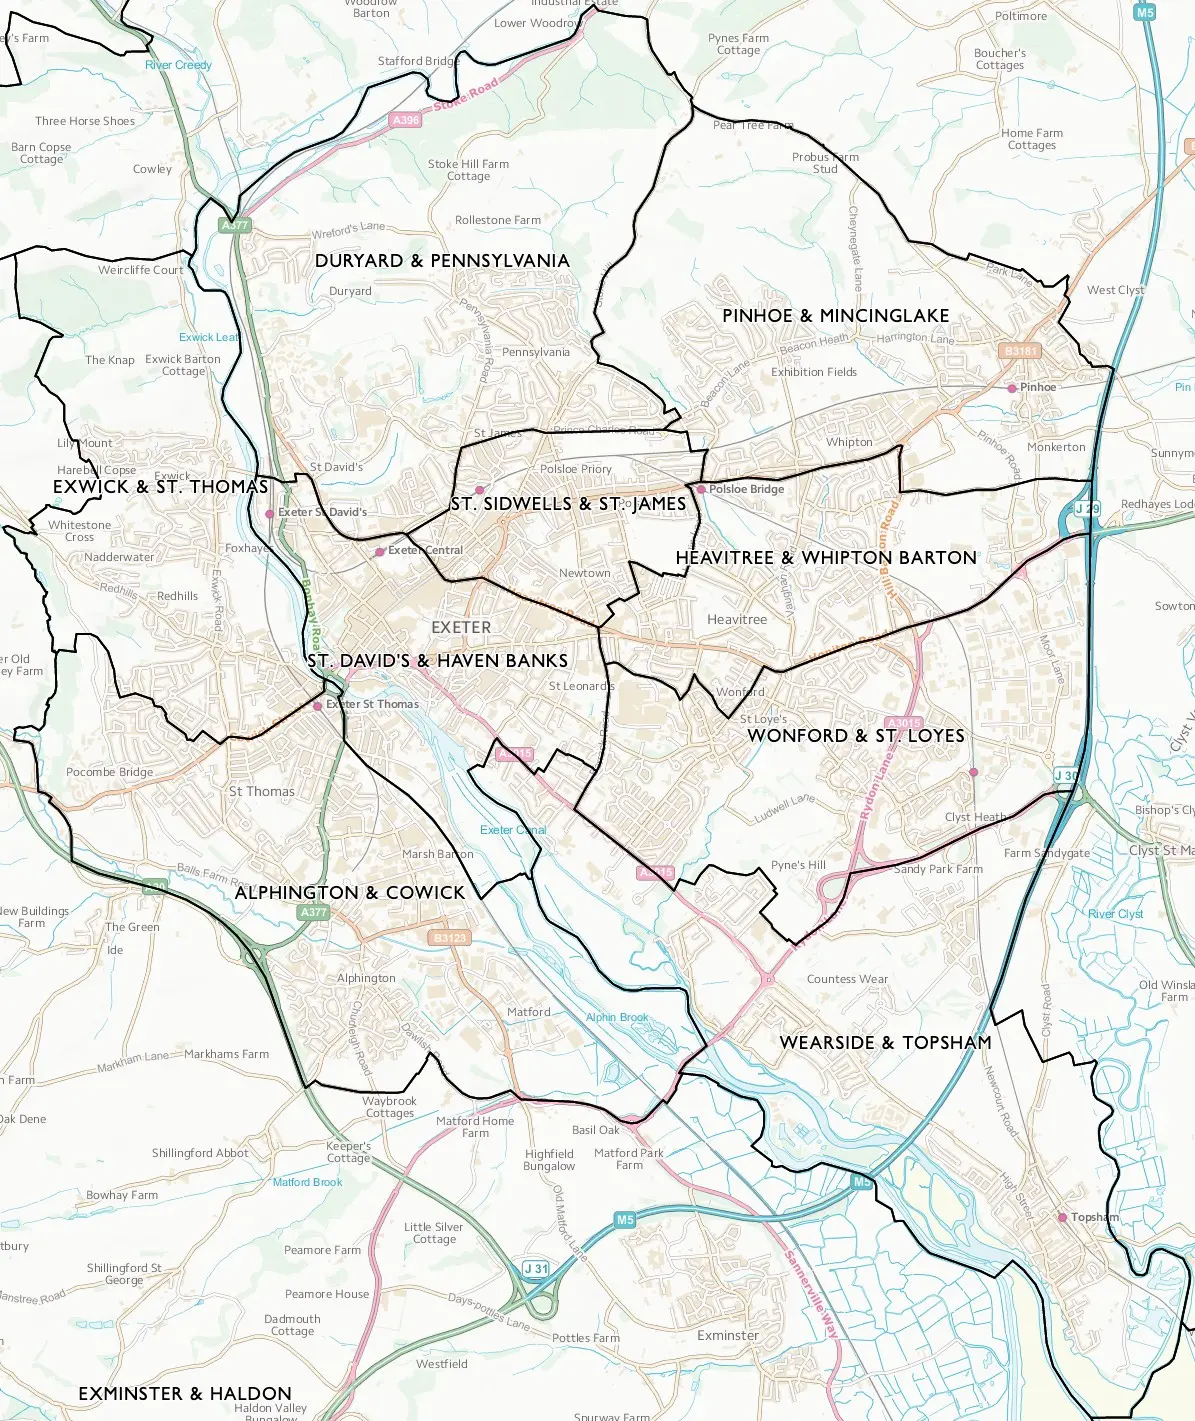 Woodrow
Barton
Industrial Estate
Lower Woodrow
Poltimore
M5
y's Farm
River Creedy
Stafford Bridge
Pynes Farm
Cottage
Boucher's
Cottages
Stoke Road
A396
Three Horse Shoes
Pear Tree Farm
Home Farm
Cottages
Barn Copse
Cottage
Cowley
Stoke Hill Farm
Cottage
Probus Farm
Stud
A377
Wreford's Lane
Rollestone Farm
Cheynegate Lane
DURYARD & PENNSYLVANIA
Weircliffe Court
Duryard
Park Lane
West Clyst
Pennsylvania Road
PINHOE & MINCINGLAKE
Exwick Leat
Beacon Heath
Harrington Lane
B3181
The Knap
Exwick Barton
Cottage
Pennsylvania
Beacon Lane
Exhibition Fields
Pinhoe
Pin
St James
Prince Charles Road
Whipton
Pinhoe Road
Monkerton
Lily Mount
Harebell Copse
Exwick
St David's
Polsloe Priory
Sunnym
EXWICK & ST. THOMAS
Polsloe Bridge
ST. SIDWELLS & ST. JAMES
Redhayes Lod
J 29
Exeter St David's
Whitestone
Cross
Foxhayes
Exeter Central
Hill Barton Road
Nadderwater
Newtown
HEAVITREE & WHIPTON BARTON
Redhills
Redhills
Exwick Road
Bonhay Road
Vaughan
Sowton
Heavitree
EXETER
Honiton Road
Moor Lane
er Old
ey Farm
ST. DAVID'S & HAVEN BANKS
St Leonard's
Wonford
Exeter St Thomas
St Loye's
A3015
WONFORD & ST. LOYES
A3015
Pocombe Bridge
Rydon Lane
J 30
St Thomas
Ludwell Lane
Clyst Heath
Bishop's Cly
Exeter Canal
Marsh Barton
Farm Sandygate
Clyst St Ma
Balls Farm Road
A30
A3015
Pyne's Hill
Sandy Park Farm
ALPHINGTON & COWICK
New Buildings
Farm
A377
The Green
River Clyst
Ide
B3123
Alphington
Countess Wear
Old Winsla
Farm
Chudleigh Road
Matford
Alphin Brook
Clyst Road
Dawlish Road
WEARSIDE & TOPSHAM
Markham Lane
Markhams Farm
n Farm
Newcourt Road
Waybrook
Cottages
Oak Dene
Matford Home
Farm
Basil Oak
Keeper's
Cottage
Shillingford Abbot
Highfield
Bungalow
Matford Park
Farm
Matford Brook
M5
High Street
Bowhay Farm
Old Matford Lane
Little Silver
Cottage
M5
Topsham
tbury
Peamore Farm
Shillingford St
George
J 31
Sannerville Way
Manstree Road
Peamore House
Days-pottles Lane
Dadmouth
Cottage
Pottles Farm
Exminster
Westfield
EXMINSTER & HALDON
Haldon Valley
Bungalow
Spurway Farm